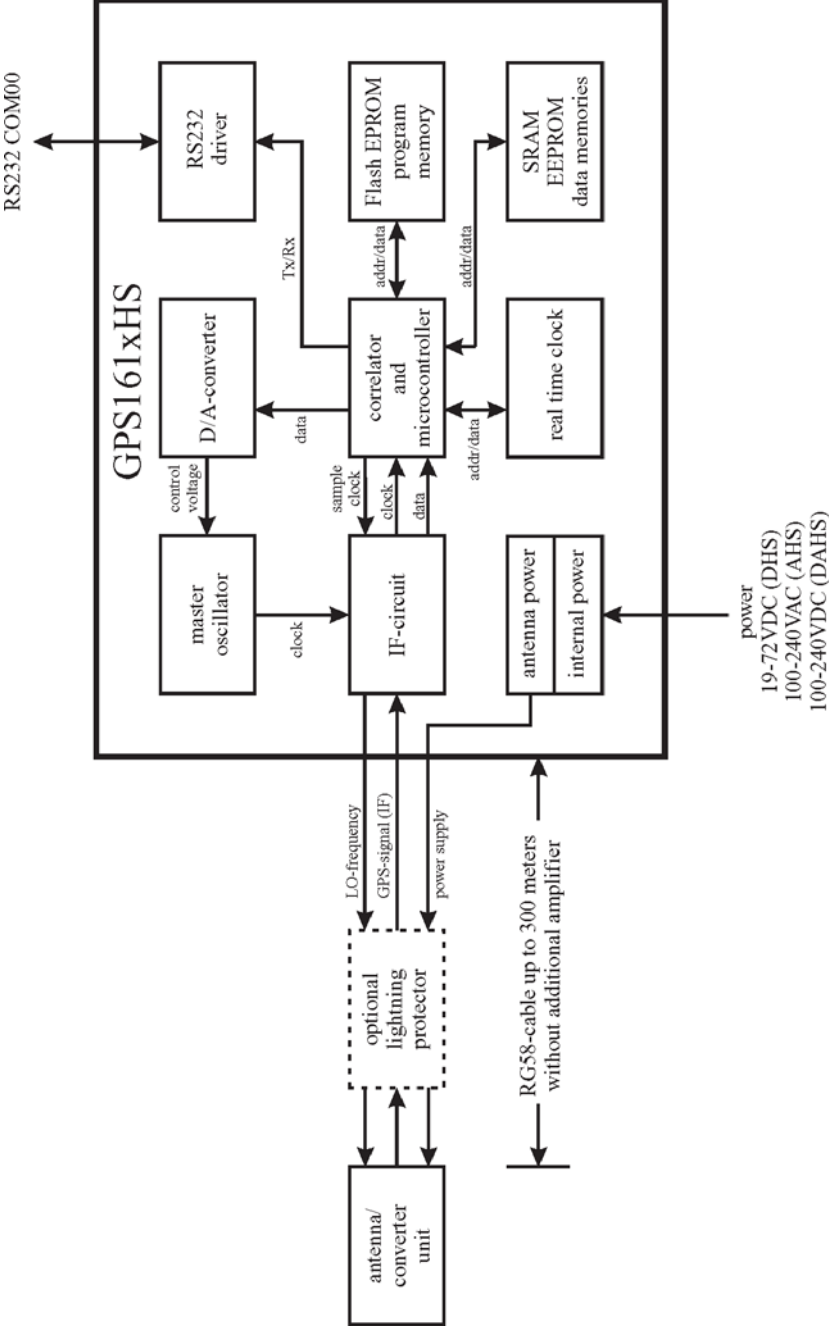 GPS161xHS
antenna/
converter
unit
optional
lightning
protector
LO-frequency
GPS-signal (IF)
power supply
RG58-cable up to 300 meters
without additional amplifier
master
oscillator
control
voltage
D/A-converter
RS232
driver
RS232 COM00
clock
data
Tx/Rx
IF-circuit
sample
clock
clock
data
correlator
and
microcontroller
addr/data
Flash EPROM
program
memory
addr/data
addr/data
antenna power
internal power
real time clock
SRAM
EEPROM
data memories
power
19-72VDC (DHS)
100-240VAC (AHS)
100-240VDC (DAHS)